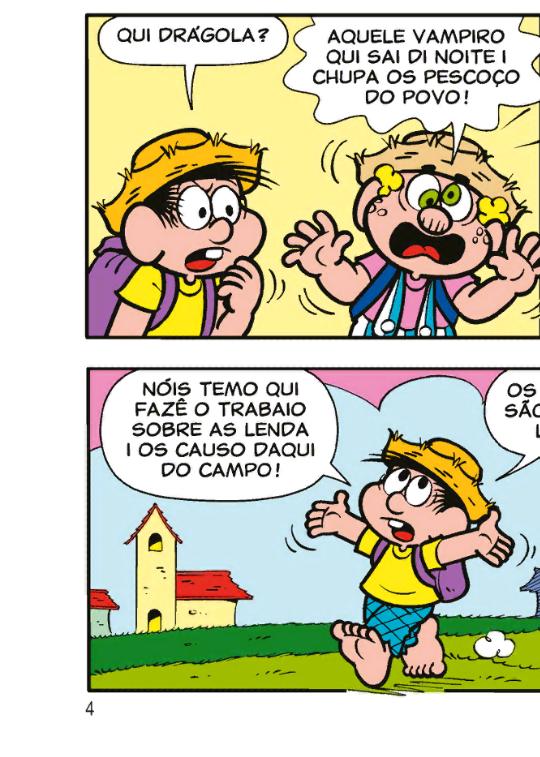 QUI DRÁGOLA?
AQUELE VAMPIRO
QUI SAI DI NOITE I
CHUPA OS PESCOÇO
DO POVO!
NÓIS TEMO QUI
FAZÊ O TRABAIO
SOBRE AS LENDA
I OS CAUSO DAQUI
DO CAMPO!
OS
4